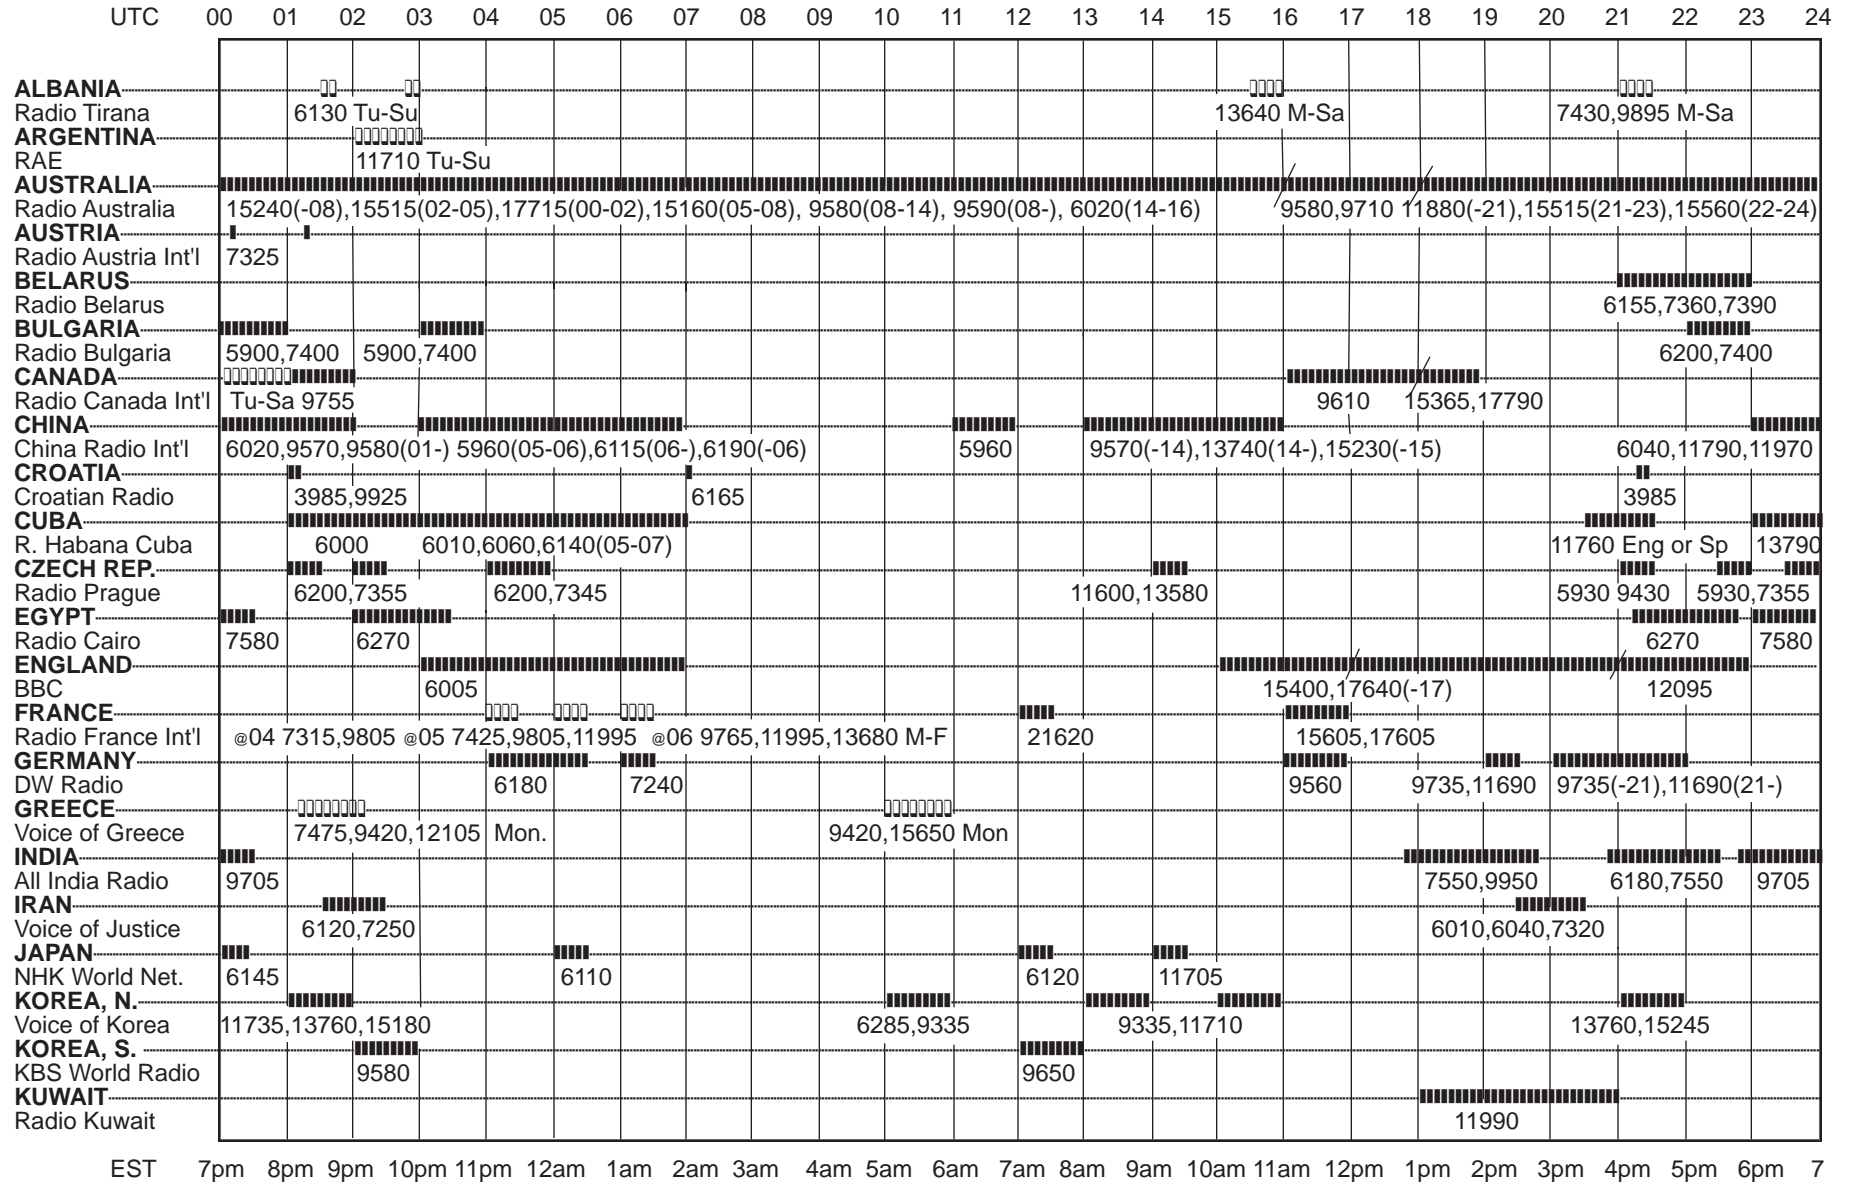 UTC 00 01 02 03 04 05 06 07 08 09 10 11 12 13 14 15 16 17 18 19 20 21 22 23 24
ALBANIA
Radio Tirana 6130 Tu-Su 13640 M-Sa 7430,9895 M-Sa
ARGENTINA
RAE 11710 Tu-Su
AUSTRALIA
Radio Australia 15240(-08),15515(02-05),17715(00-02),15160(05-08), 9580(08-14), 9590(08-), 6020(14-16) 9580,9710 11880(-21),15515(21-23),15560(22-24)
AUSTRIA
Radio Austria Int'l 7325
BELARUS
Radio Belarus 6155,7360,7390
BULGARIA
Radio Bulgaria 5900,7400 5900,7400 6200,7400
CANADA
Radio Canada Int'l Tu-Sa 9755 9610 15365,17790
CHINA
China Radio Int'l 6020,9570,9580(01-) 5960(05-06),6115(06-),6190(-06) 5960 9570(-14),13740(14-),15230(-15) 6040,11790,11970
CROATIA
Croatian Radio 3985,9925 6165 3985
CUBA
R. Habana Cuba 6000 6010,6060,6140(05-07) 11760 Eng or Sp 13790
CZECH REP.
Radio Prague 6200,7355 6200,7345 11600,13580 5930 9430 5930,7355
EGYPT
Radio Cairo 7580 6270 6270 7580
ENGLAND
BBC 6005 15400,17640(-17) 12095
FRANCE
Radio France Int'l @04 7315,9805 @05 7425,9805,11995 @06 9765,11995,13680 M-F 21620 15605,17605
GERMANY
DW Radio 6180 7240 9560 9735,11690 9735(-21),11690(21-)
GREECE
Voice of Greece 7475,9420,12105 Mon. 9420,15650 Mon
INDIA
All India Radio 9705 7550,9950 6180,7550 9705
IRAN
Voice of Justice 6120,7250 6010,6040,7320
JAPAN
NHK World Net. 6145 6110 6120 11705
KOREA, N.
Voice of Korea 11735,13760,15180 6285,9335 9335,11710 13760,15245
KOREA, S.
KBS World Radio 9580 9650
KUWAIT
Radio Kuwait 11990
EST 7pm 8pm 9pm 10pm 11pm 12am 1am 2am 3am 4am 5am 6am 7am 8am 9am 10am 11am 12pm 1pm 2pm 3pm 4pm 5pm 6pm 7